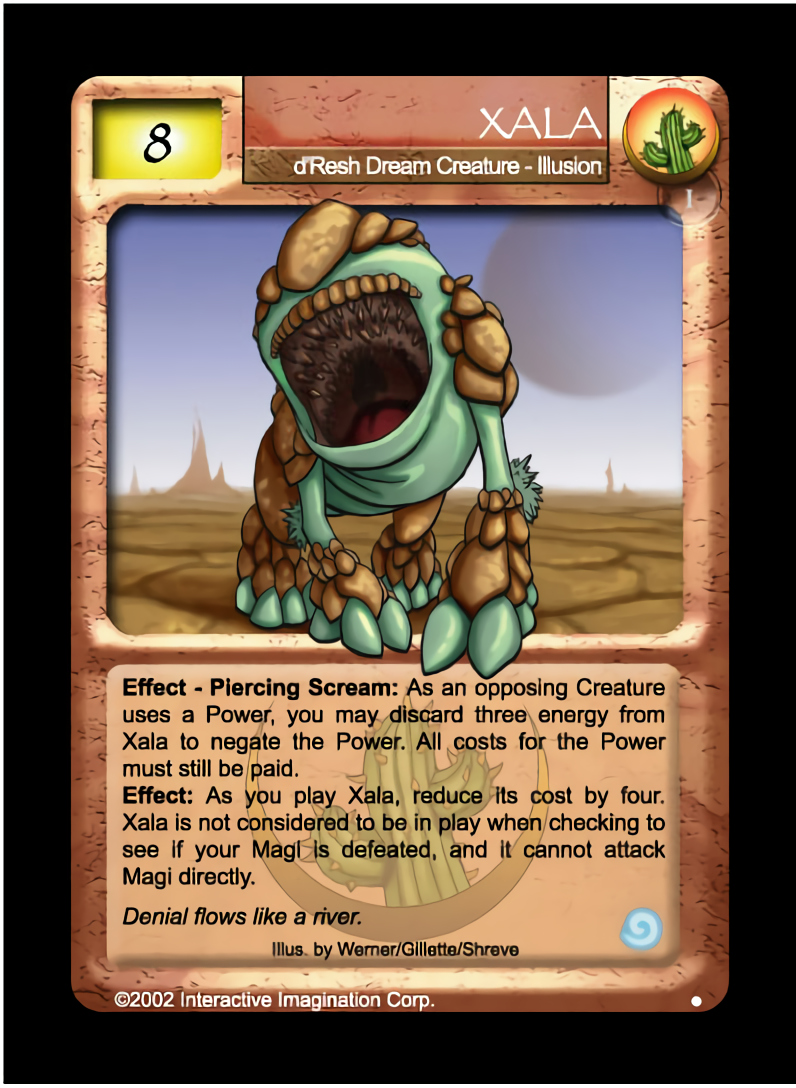 8
XALA
d'Resh Dream Creature - Illusion
I
Effect - Piercing Scream: As an opposing Creature
uses a Power, you may discard three energy from
Xala to negate the Power. All costs for the Power
must still be paid.
Effect: As you play Xala, reduce its cost by four.
Xala is not considered to be in play when checking to
see if your Magi is defeated, and it cannot attack
Magi directly.
Denial flows like a river.
Illus. by Werner/Gillette/Shreve
©2002 Interactive Imagination Corp.